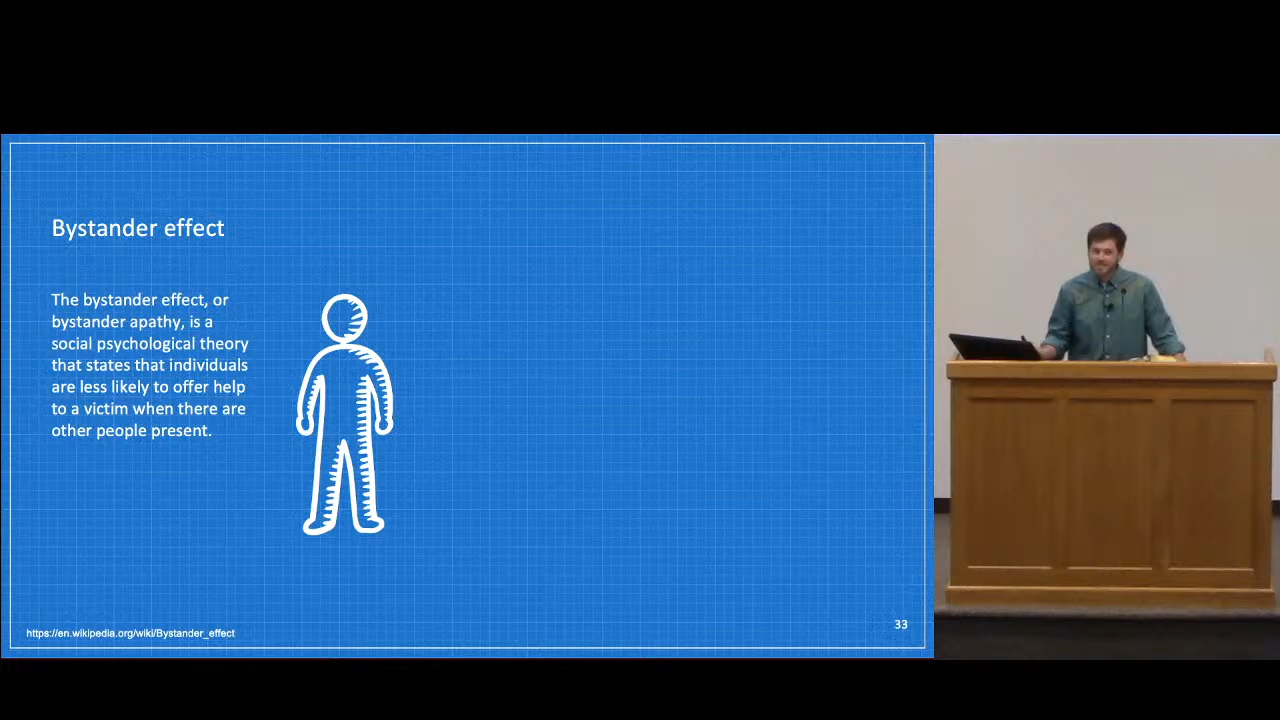 Bystander effect
The bystander effect, or
bystander apathy, is a
social psychological theory
that states that individuals
are less likely to offer help
to a victim when there are
other people present.
https://en.wikipedia.org/wiki/Bystander_effect
33